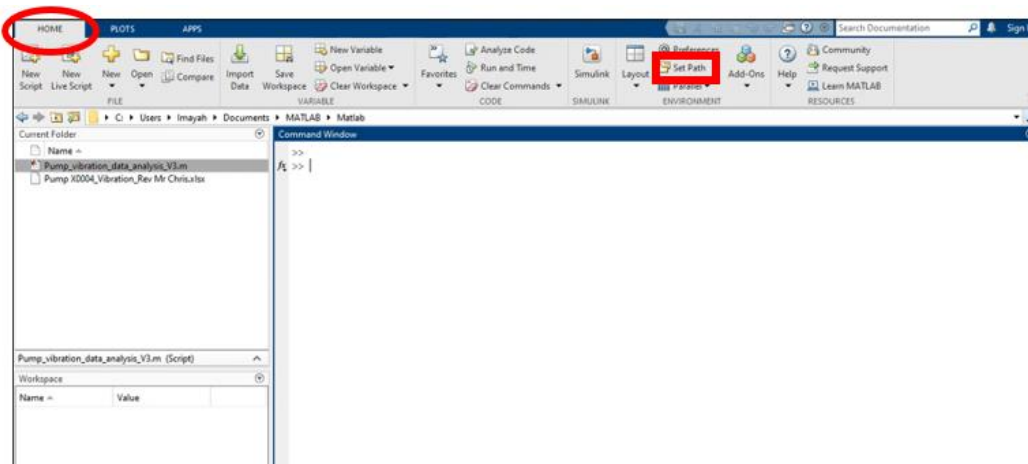 HOME PLOTS APPS
Search Documentation Sign
New Script
New Live Script
New
Open
Find Files
Compare
Import Data
Save Workspace
New Variable
Open Variable
Clear Workspace
Favorites
Analyze Code
Run and Time
Clear Commands
Simulink
Layout
Preferences
Set Path
Parallel
Add-Ons
Help
Community
Request Support
Learn MATLAB
FILE VARIABLE CODE SIMULINK ENVIRONMENT RESOURCES
C: Users Imayah Documents MATLAB Matlab
Current Folder
Name
Pump_vibration_data_analysis_V3.m
Pump X0004_Vibration_Rev Mr Chris.xlsx
Command Window
>>
fx >>
Pump_vibration_data_analysis_V3.m (Script)
Workspace
Name Value